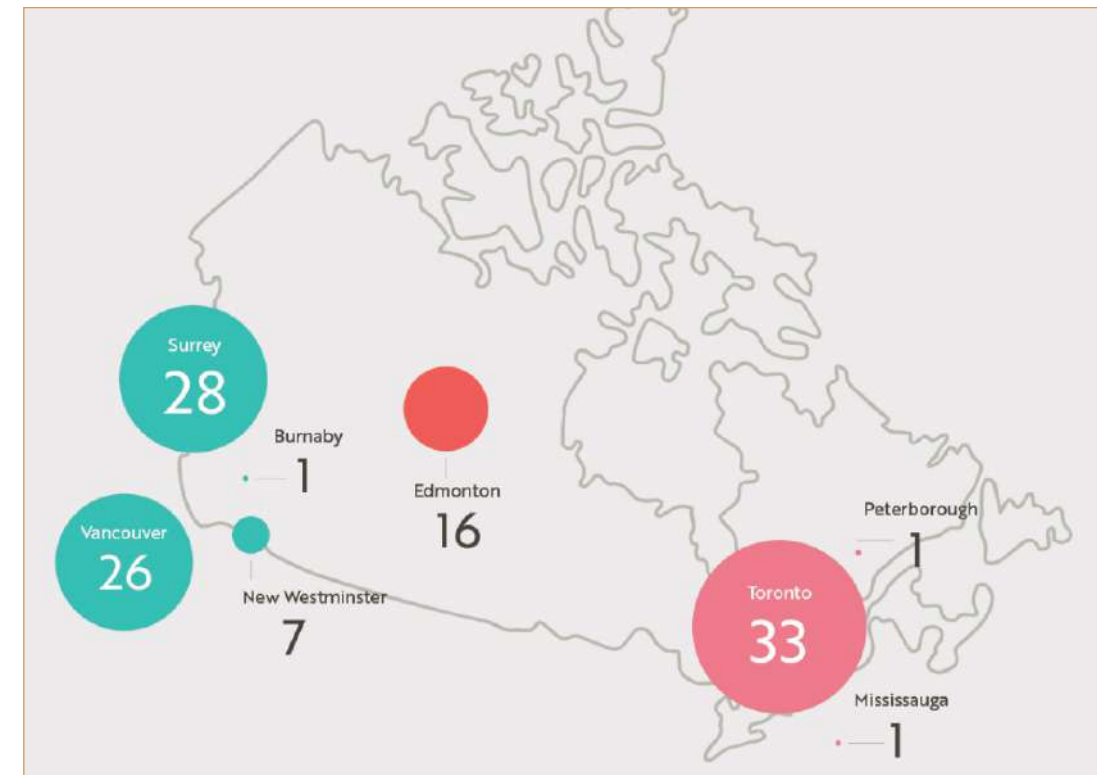 Surrey
28
Burnaby
1
Edmonton
16
Vancouver
26
New Westminster
7
Peterborough
1
Toronto
33
Mississauga
1